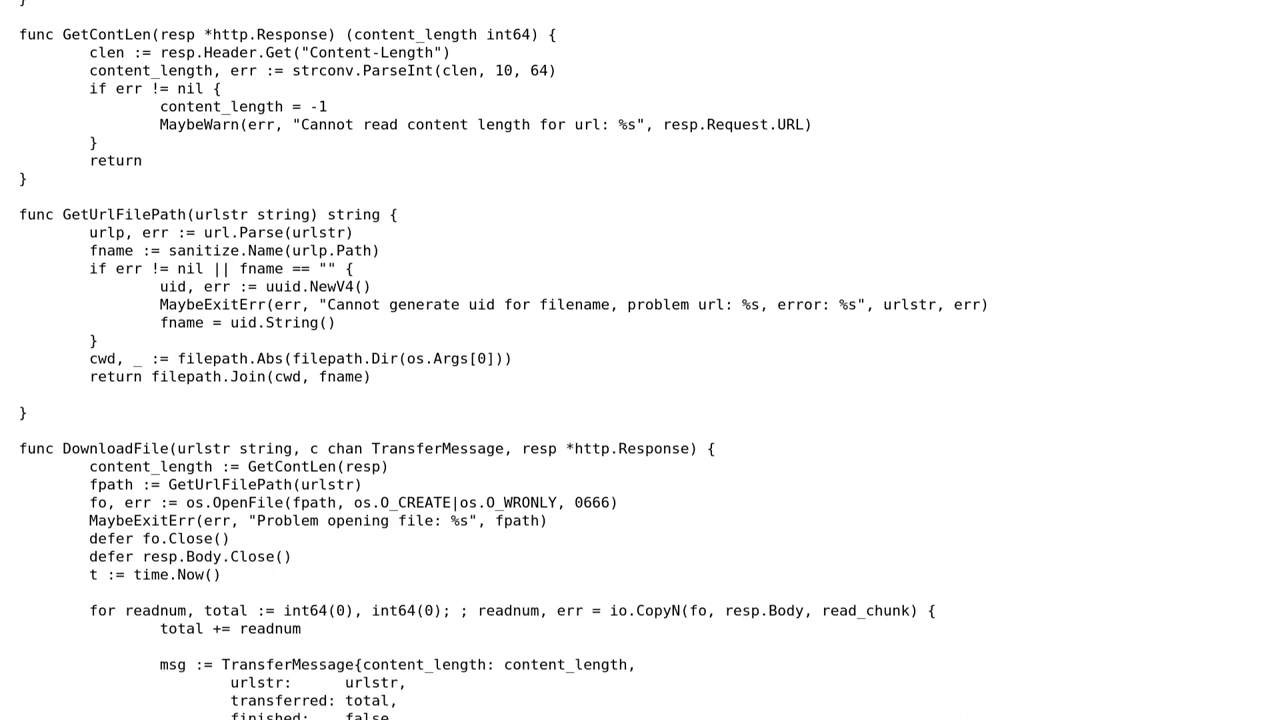 }
func GetContLen(resp *http.Response) (content_length int64) {
clen := resp.Header.Get("Content-Length")
content_length, err := strconv.ParseInt(clen, 10, 64)
if err != nil {
content_length = -1
MaybeWarn(err, "Cannot read content length for url: %s", resp.Request.URL)
}
return
}
func GetUrlFilePath(urlstr string) string {
urlp, err := url.Parse(urlstr)
fname := sanitize.Name(urlp.Path)
if err != nil || fname == "" {
uid, err := uuid.NewV4()
MaybeExitErr(err, "Cannot generate uid for filename, problem url: %s, error: %s", urlstr, err)
fname = uid.String()
}
cwd, _ := filepath.Abs(filepath.Dir(os.Args[0]))
return filepath.Join(cwd, fname)
}
func DownloadFile(urlstr string, c chan TransferMessage, resp *http.Response) {
content_length := GetContLen(resp)
fpath := GetUrlFilePath(urlstr)
fo, err := os.OpenFile(fpath, os.O_CREATE|os.O_WRONLY, 0666)
MaybeExitErr(err, "Problem opening file: %s", fpath)
defer fo.Close()
defer resp.Body.Close()
t := time.Now()
for readnum, total := int64(0), int64(0); ; readnum, err = io.CopyN(fo, resp.Body, read_chunk) {
total += readnum
msg := TransferMessage{content_length: content_length,
urlstr: urlstr,
transferred: total,
finished: false,